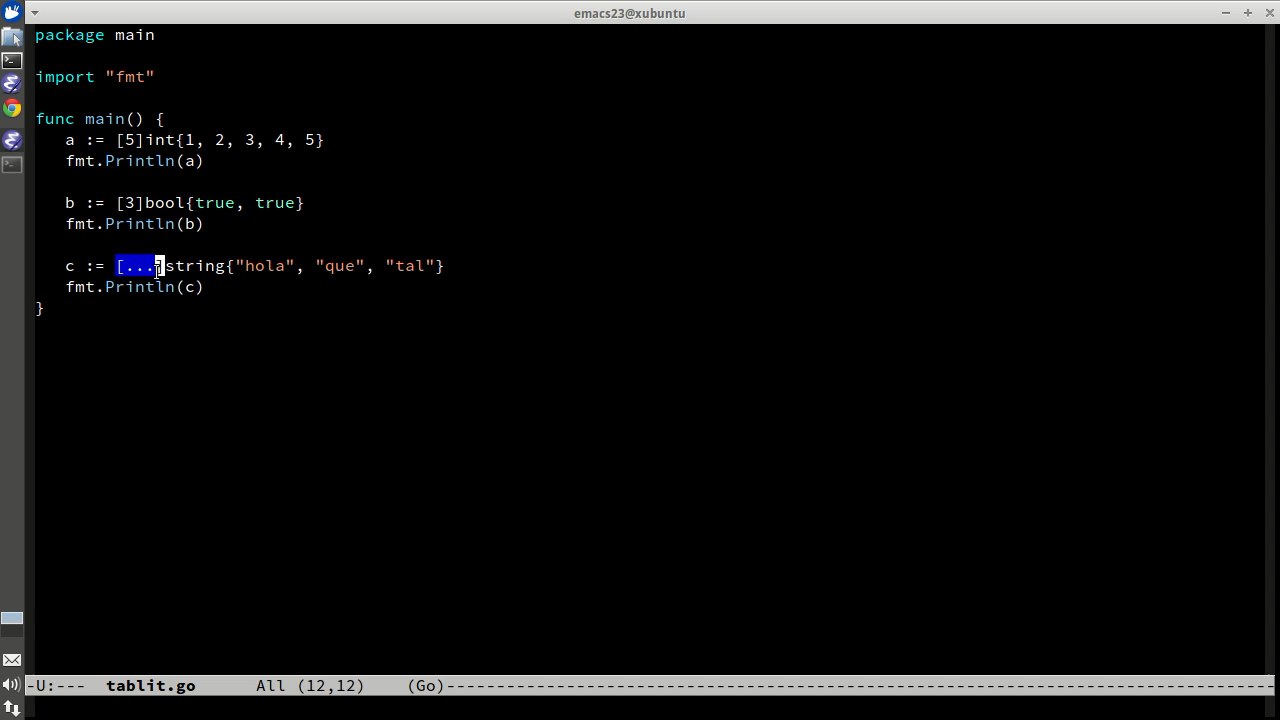 emacs23@xubuntu
package main
import "fmt"
func main() {
   a := [5]int{1, 2, 3, 4, 5}
   fmt.Println(a)
   b := [3]bool{true, true}
   fmt.Println(b)
   c := [...]string{"hola", "que", "tal"}
   fmt.Println(c)
}
-U:---  tablit.go      All (12,12)    (Go)-----------------------------------------------------------------------------------